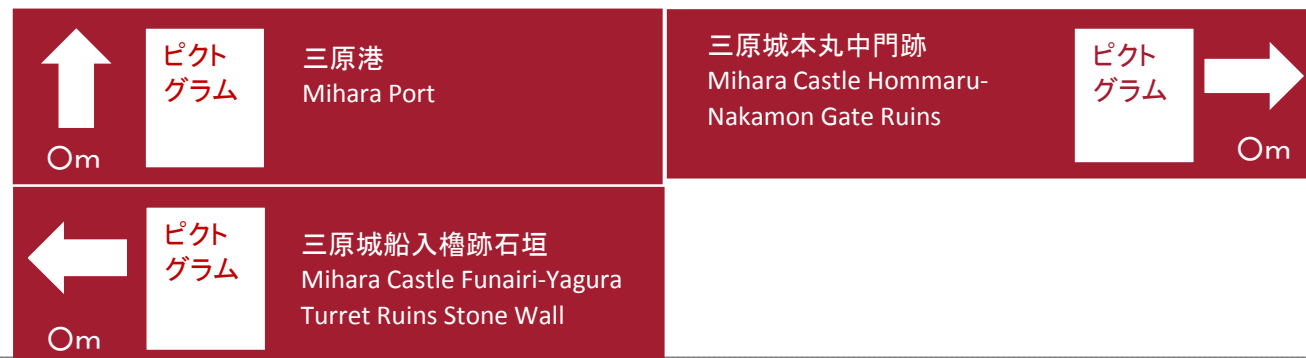 ピクト
グラム
三原港
Mihara Port
〇m
三原城本丸中門跡
Mihara Castle Hommaru-
Nakamon Gate Ruins
ピクト
グラム
〇m
ピクト
グラム
三原城船入櫓跡石垣
Mihara Castle Funairi-Yagura
Turret Ruins Stone Wall
〇m